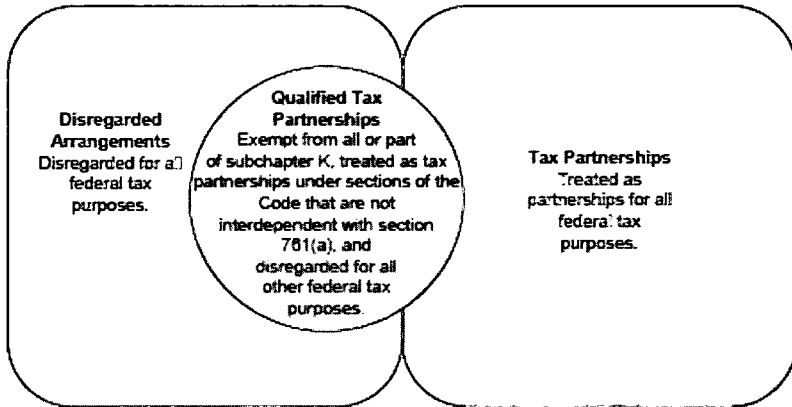 Disregarded
Arrangements
Disregarded for all
federal tax
purposes.
Qualified Tax
Partnerships
Exempt from all or part
of subchapter K, treated as tax
partnerships under sections of the
Code that are not
interdependent with section
761(a), and
disregarded for all
other federal tax
purposes.
Tax Partnerships
Treated as
partnerships for all
federal tax
purposes.